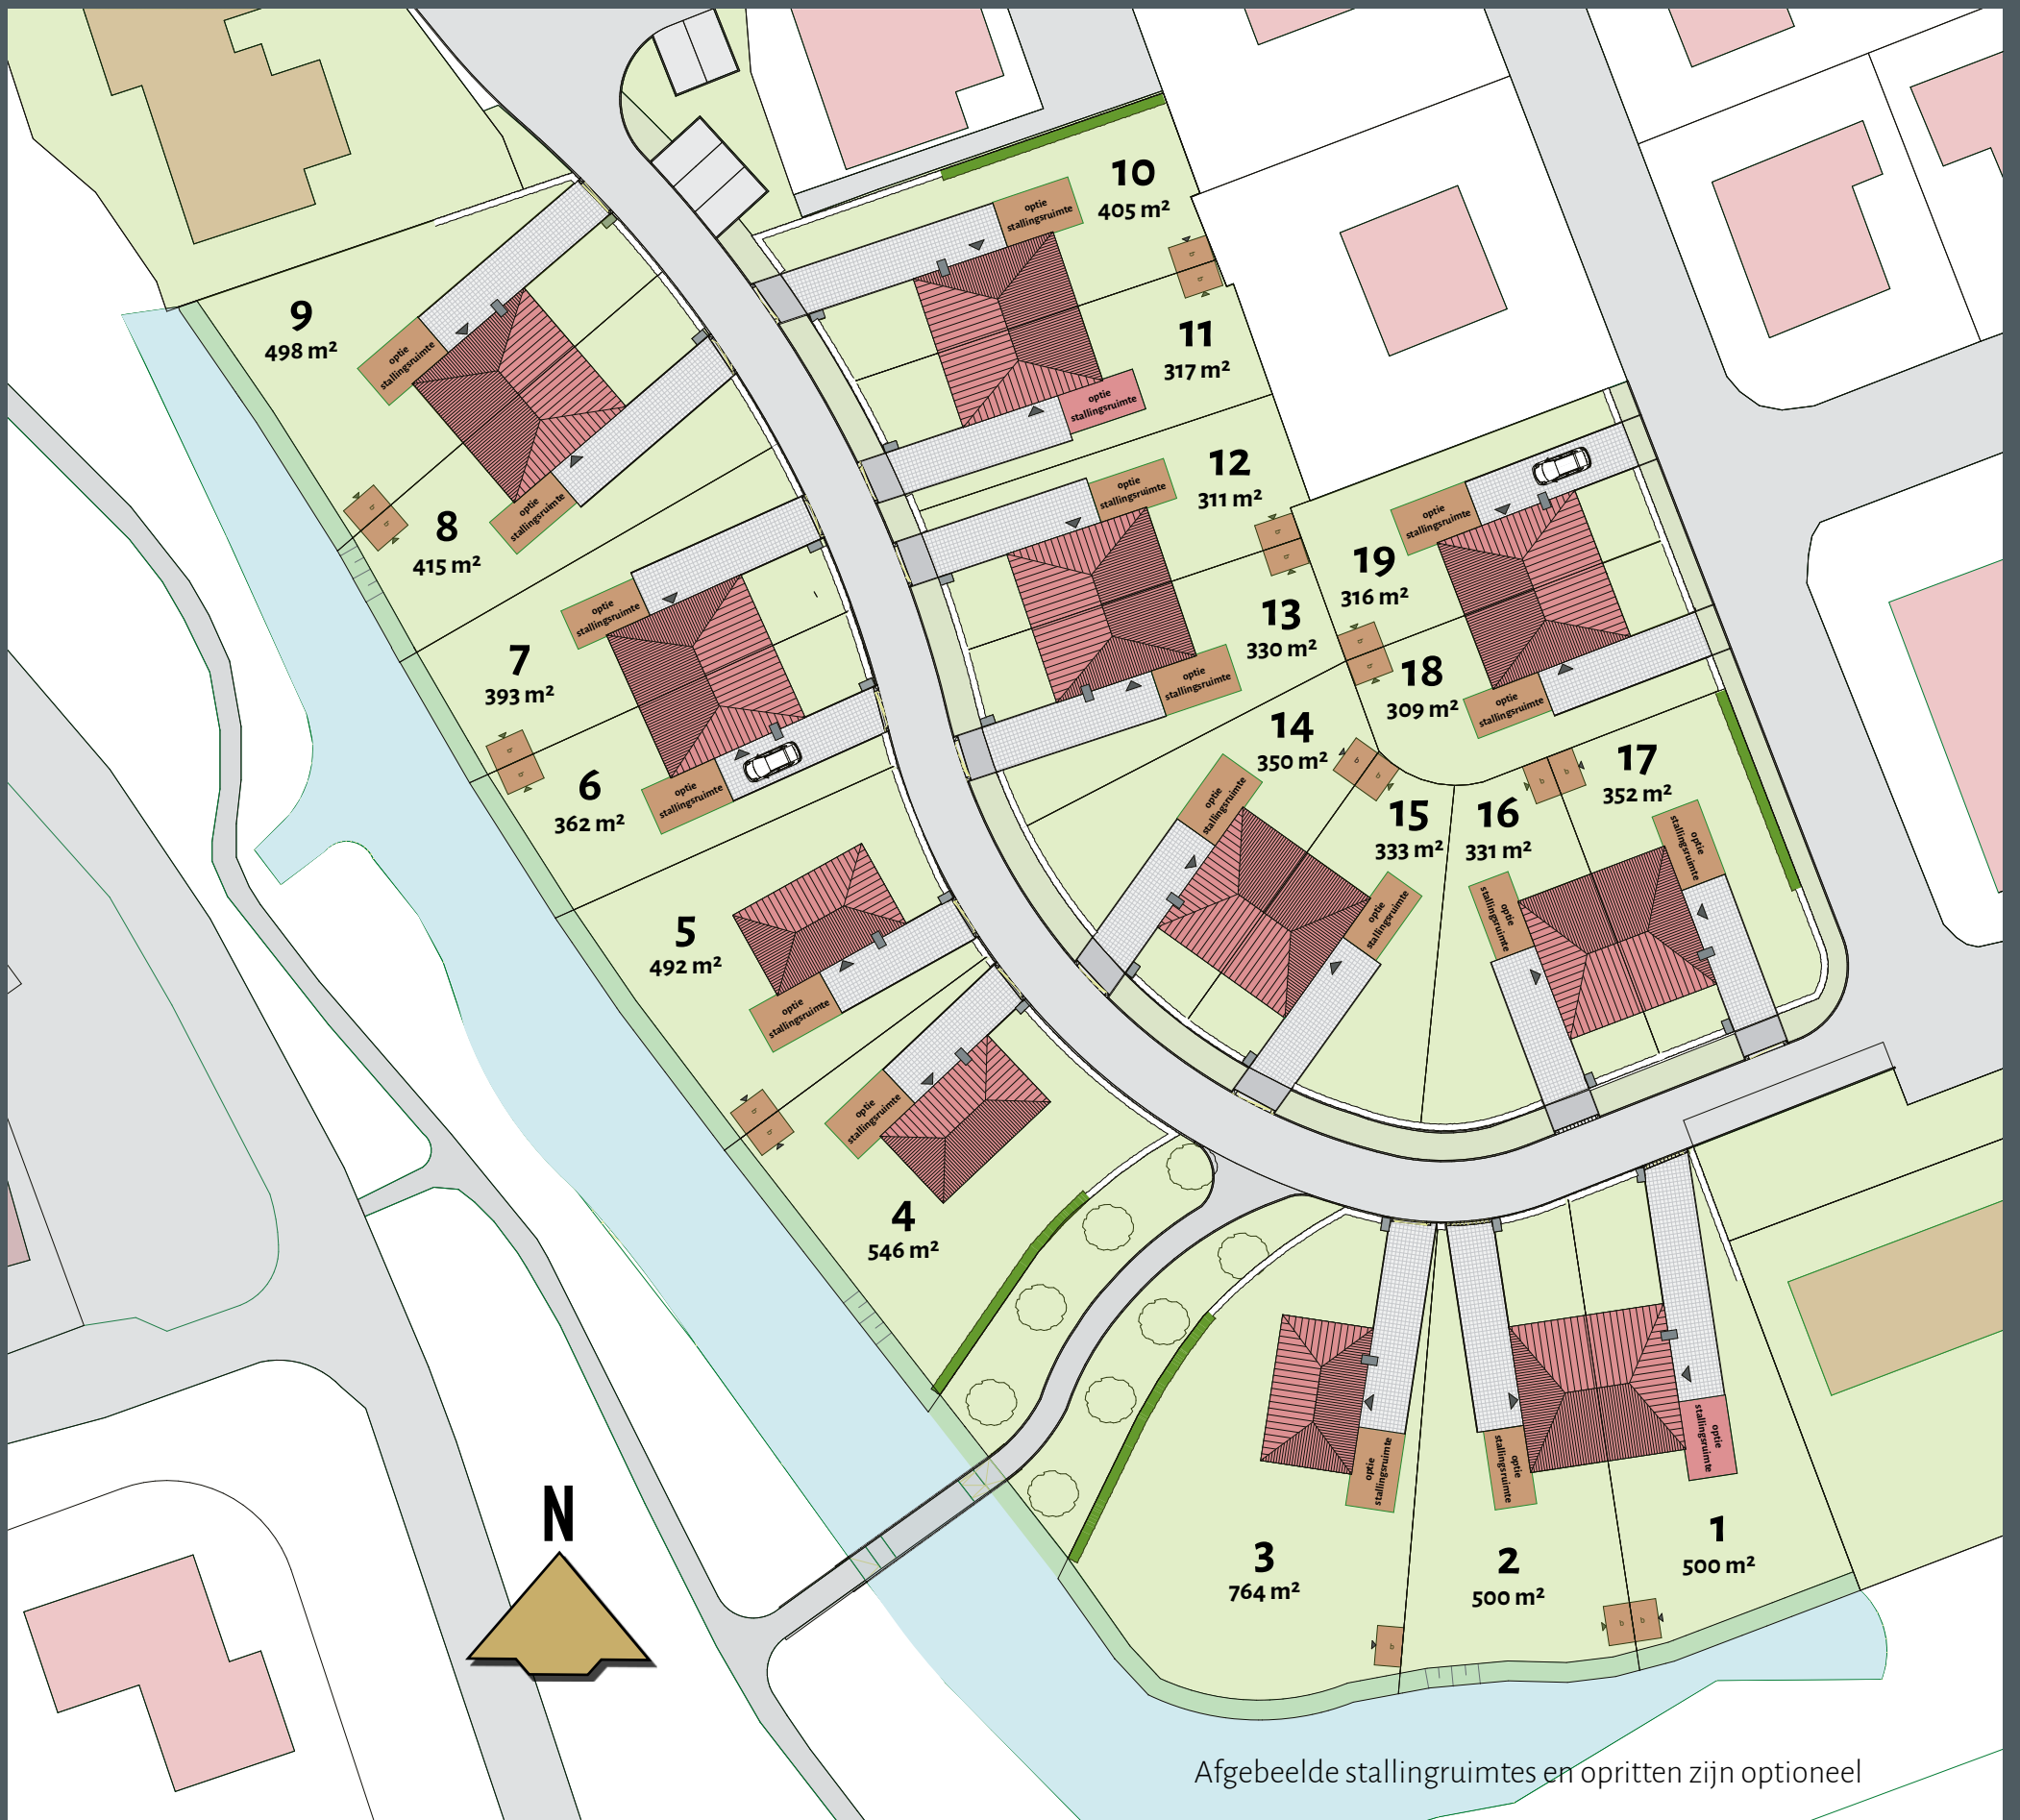 10
405 m²
optie
stallingsruimte
9
498 m²
optie
stallingsruimte
11
317 m²
optie
stallingsruimte
12
311 m²
optie
stallingsruimte
8
415 m²
optie
stallingsruimte
19
316 m²
optie
stallingsruimte
13
330 m²
optie
stallingsruimte
7
393 m²
optie
stallingsruimte
18
309 m²
optie
stallingsruimte
14
350 m²
optie
stallingsruimte
17
352 m²
optie
stallingsruimte
6
362 m²
optie
stallingsruimte
15
333 m²
optie
stallingsruimte
16
331 m²
optie
stallingsruimte
5
492 m²
optie
stallingsruimte
4
546 m²
optie
stallingsruimte
3
764 m²
optie
stallingsruimte
2
500 m²
optie
stallingsruimte
1
500 m²
optie
stallingsruimte
N
Afgebeelde stallingruimtes en opritten zijn optioneel